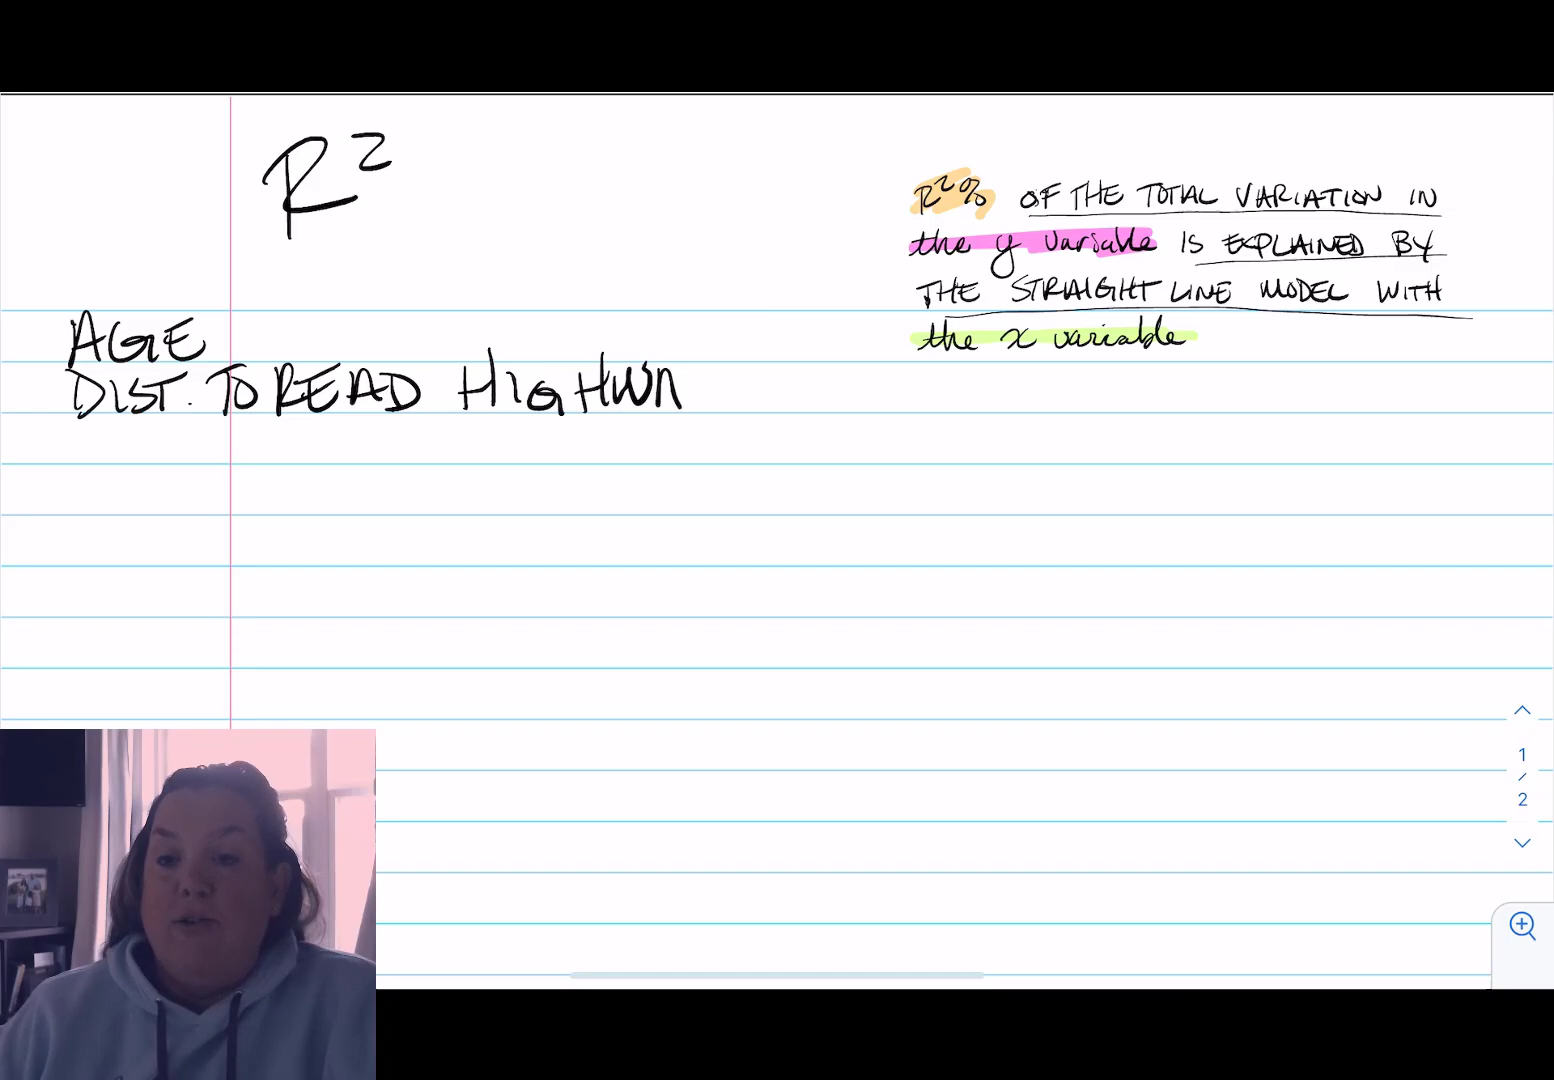 R²
R²% OF THE TOTAL VARIATION IN
the y variable IS EXPLAINED BY
THE STRAIGHT LINE MODEL WITH
the x variable
AGE
DIST. TO READ HIGHWA
1
/
2